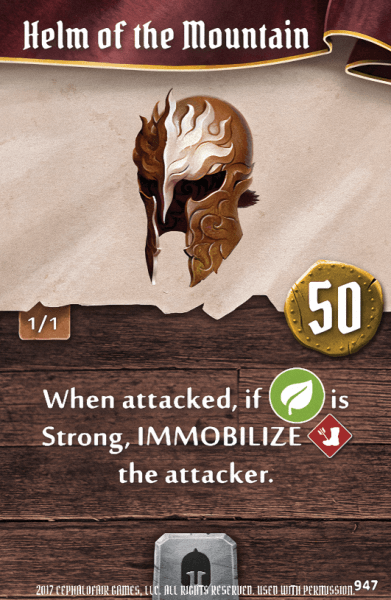 Helm of the Mountain
1/1
50
When attacked, if is
Strong, IMMOBILIZE
the attacker.
2017 CEPHALOFAIR GAMES, LLC. ALL RIGHTS RESERVED. USED WITH PERMISSION.
947